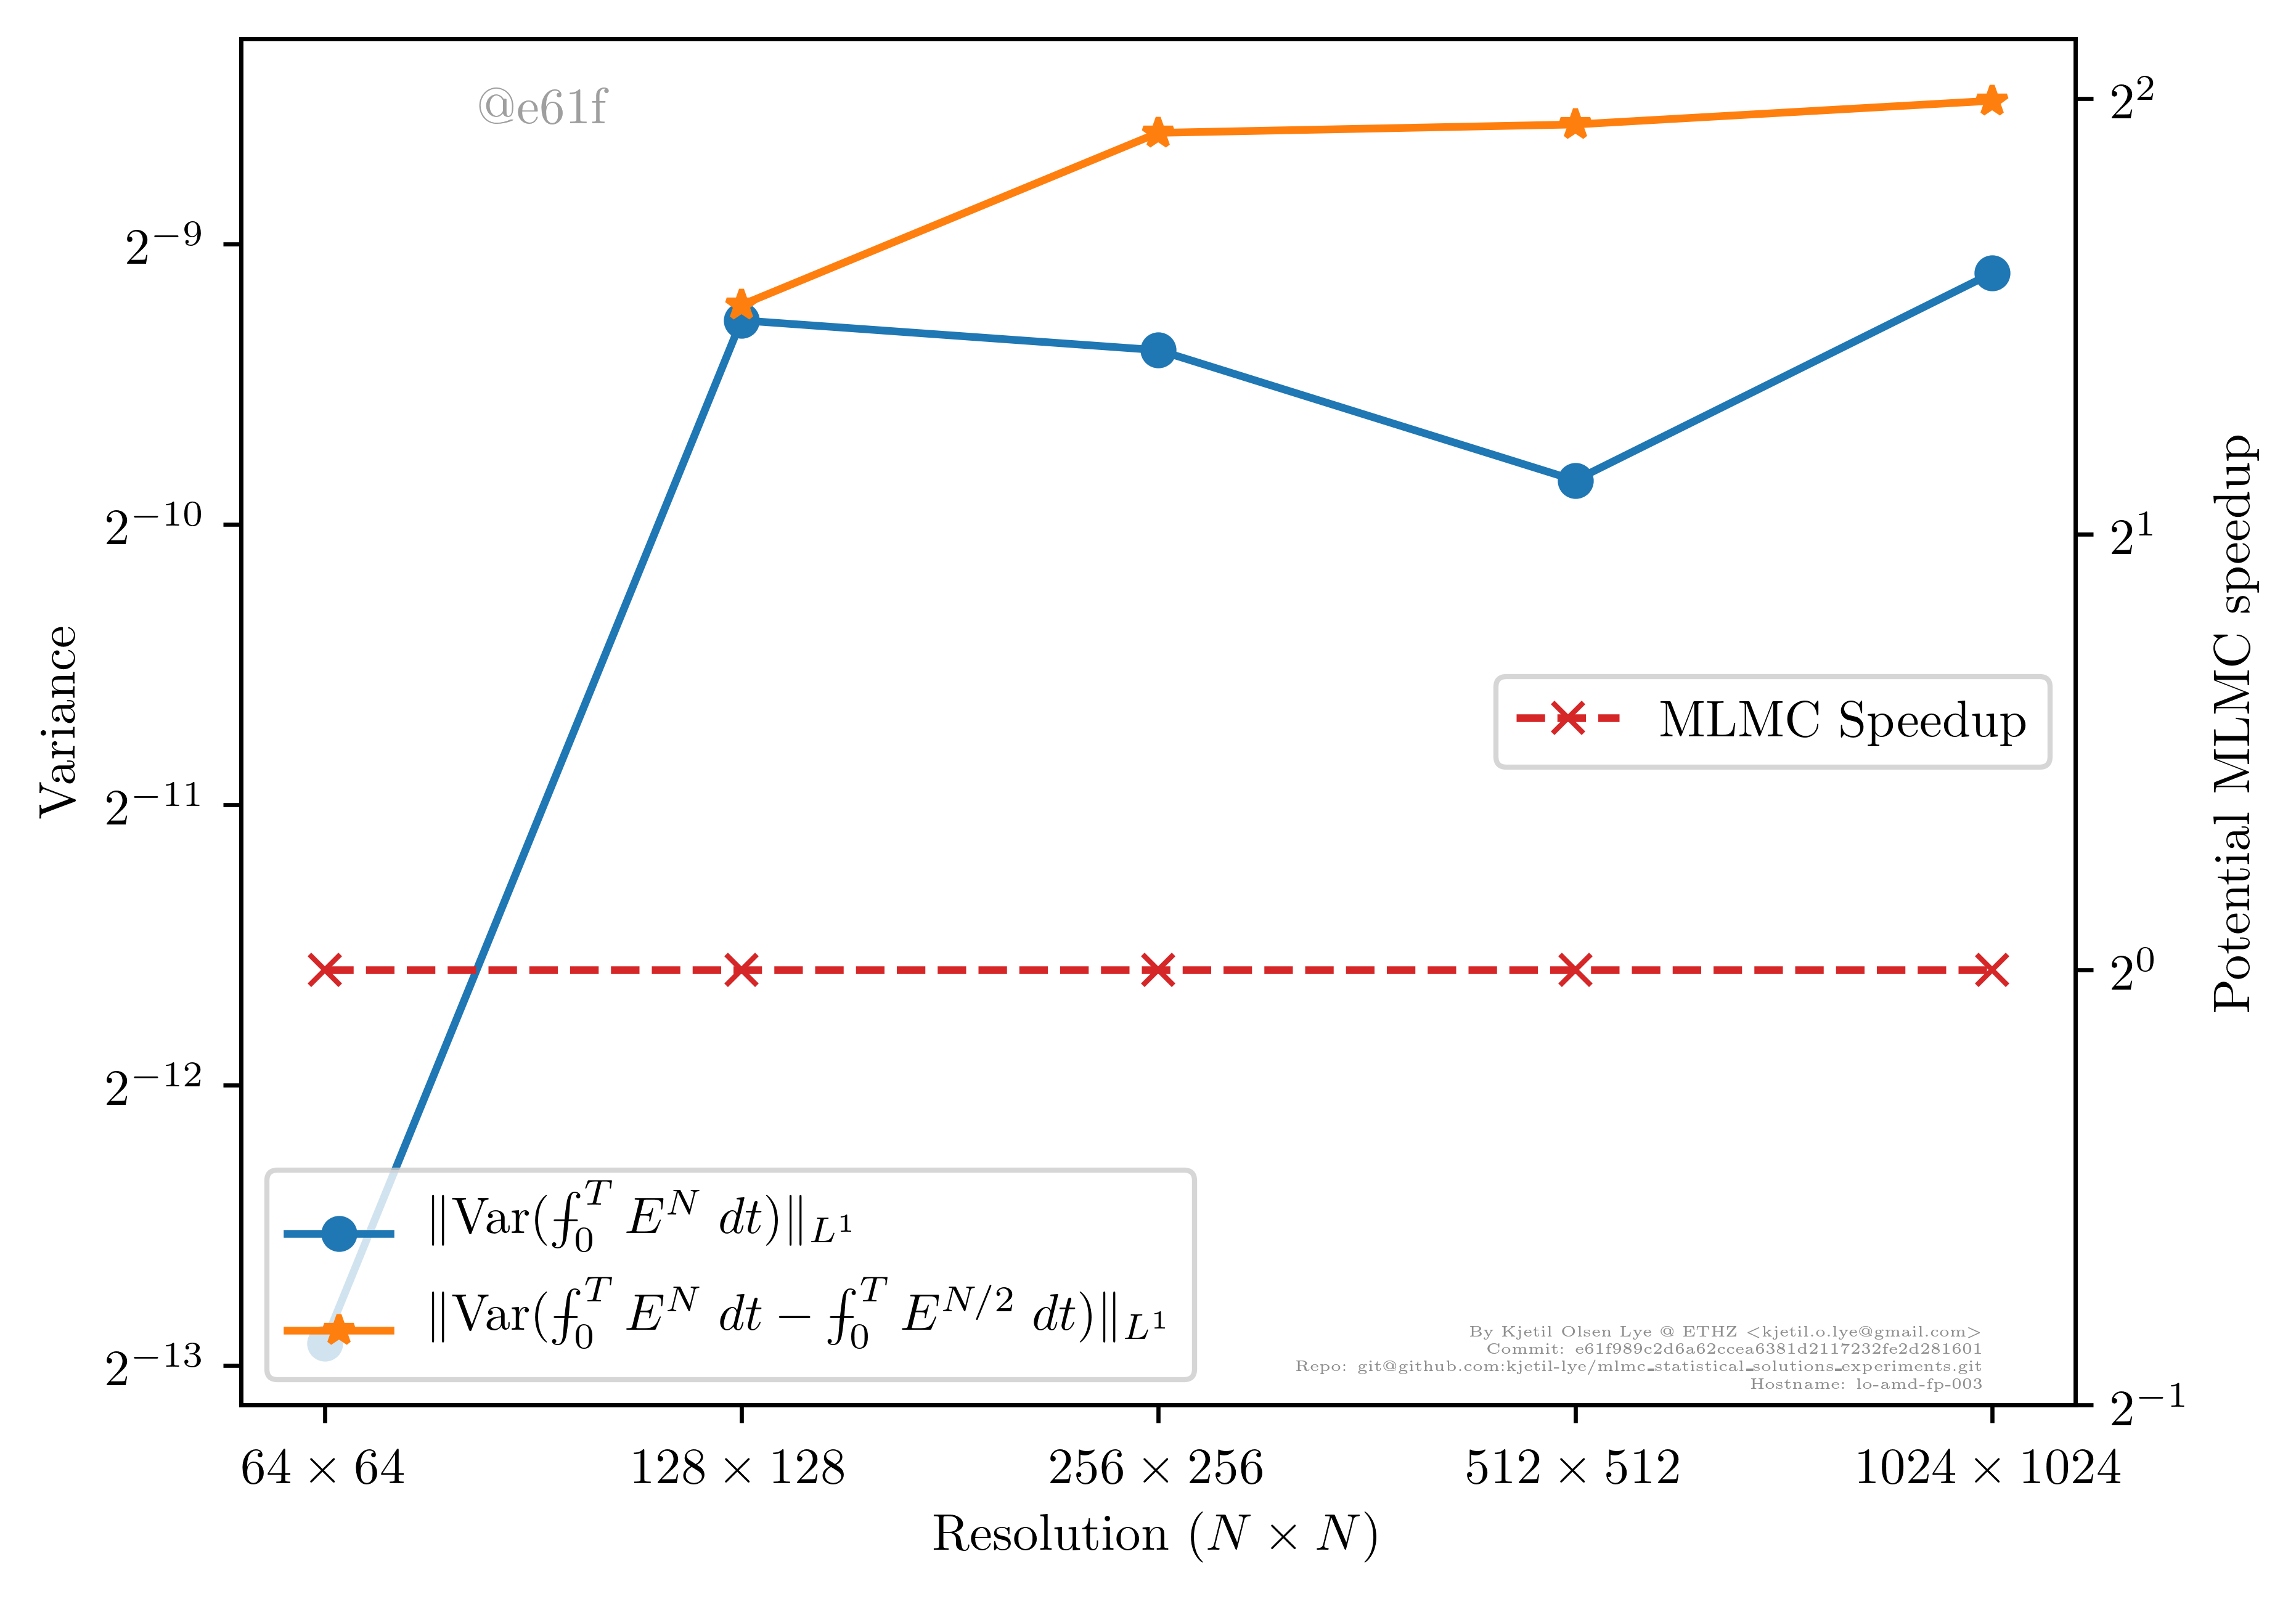 @e61f
2^2
2^{-9}
2^{-10}
2^1
Variance
Potential MLMC speedup
MLMC Speedup
2^{-11}
2^0
2^{-12}
‖Var(⨍_0^T E^N dt)‖_{L^1}
‖Var(⨍_0^T E^N dt − ⨍_0^T E^{N/2} dt)‖_{L^1}
By Kjetil Olsen Lye @ ETHZ <kjetil.o.lye@gmail.com>
Commit: e61f989c2d6a62ccea6381d2117232fe2d281601
Repo: git@github.com:kjetil-lye/mlmc_statistical_solutions_experiments.git
Hostname: lo-amd-fp-003
2^{-13}
2^{-1}
64 × 64 128 × 128 256 × 256 512 × 512 1024 × 1024
Resolution (N × N)